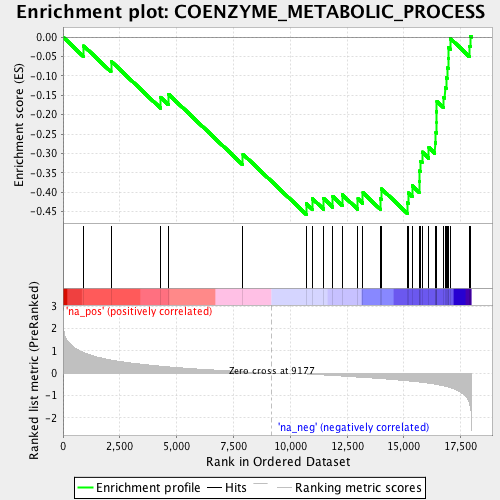 Enrichment plot: COENZYME_METABOLIC_PROCESS
Enrichment score (ES)
0.00
-0.05
-0.10
-0.15
-0.20
-0.25
-0.30
-0.35
-0.40
-0.45
'na_pos' (positively correlated)
Ranked list metric (PreRanked)
3
2
1
0
-1
-2
Zero cross at 9177
'na_neg' (negatively correlated)
0
2,500
5,000
7,500
10,000
12,500
15,000
17,500
Rank in Ordered Dataset
Enrichment profile
Hits
Ranking metric scores